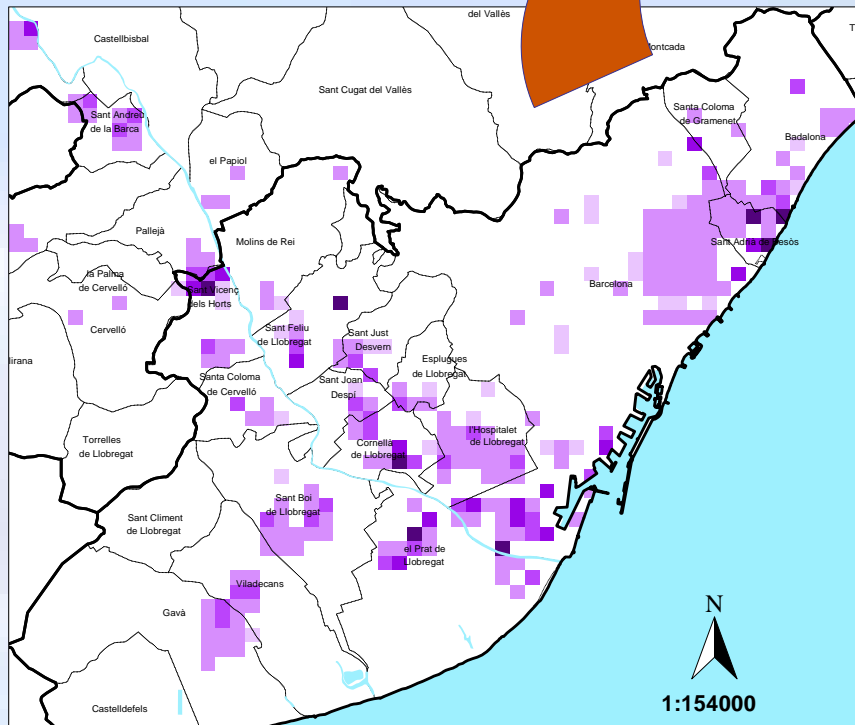 del Vallès
T
Castellbisbal
Montcada
Sant Cugat del Vallès
Santa Coloma
de Gramenet
Sant Andreu
de la Barca
Badalona
el Papiol
Pallejà
Molins de Rei
Sant Adrià de Besòs
la Palma
de Cervelló
Barcelona
Sant Vicenç
dels Horts
Cervelló
Sant Feliu
de Llobregat
Sant Just
Desvern
lirana
Esplugues
de Llobregat
Santa Coloma
de Cervelló
Sant Joan
Despí
l'Hospitalet
de Llobregat
Torrelles
de Llobregat
Cornellà
de Llobregat
Sant Boi
de Llobregat
Sant Climent
de Llobregat
el Prat de
Llobregat
Viladecans
Gavà
N
Castelldefels
1:154000